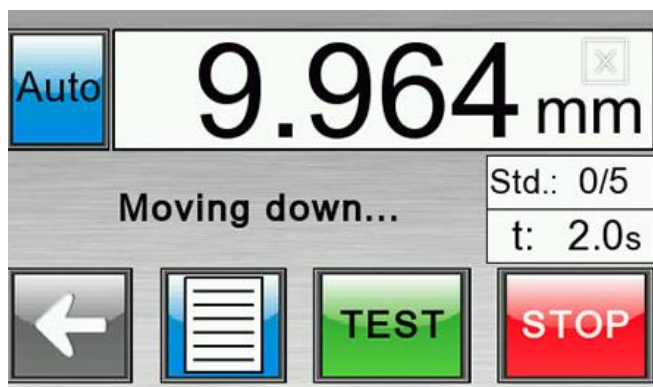 Auto
9.964 mm
Std.: 0/5
Moving down...
t: 2.0s
TEST
STOP